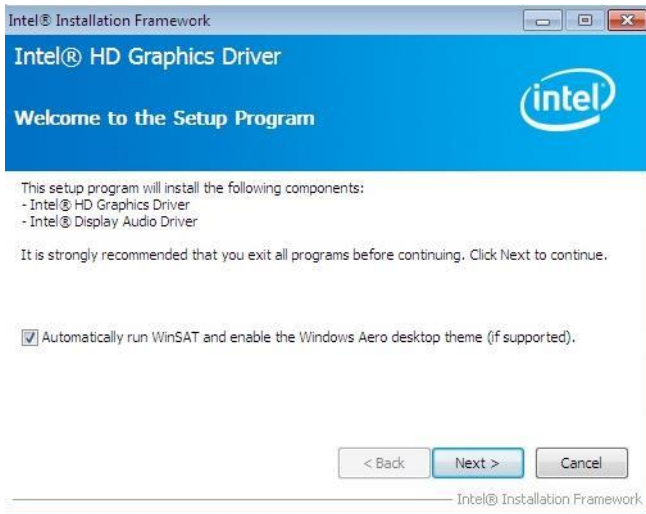 Intel® Installation Framework
Intel® HD Graphics Driver
Welcome to the Setup Program
intel
This setup program will install the following components:
- Intel® HD Graphics Driver
- Intel® Display Audio Driver
It is strongly recommended that you exit all programs before continuing. Click Next to continue.
Automatically run WinSAT and enable the Windows Aero desktop theme (if supported).
< Back Next > Cancel
Intel® Installation Framework